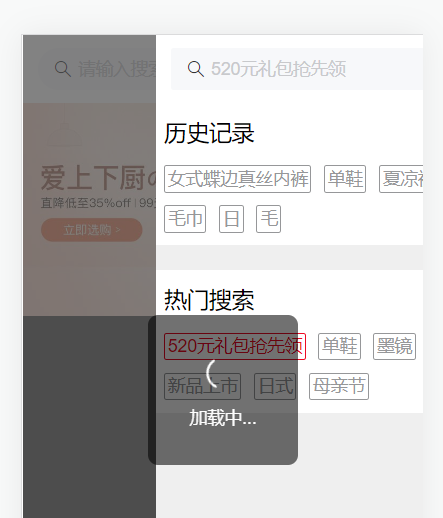 请输入搜索
520元礼包抢先领
爱上下厨の
直降低至35%off | 99
立即选购 >
历史记录
女式蝶边真丝内裤 单鞋 夏凉
毛巾 日 毛
热门搜索
520元礼包抢先领 单鞋 墨镜
新品上市 日式 母亲节
加载中...